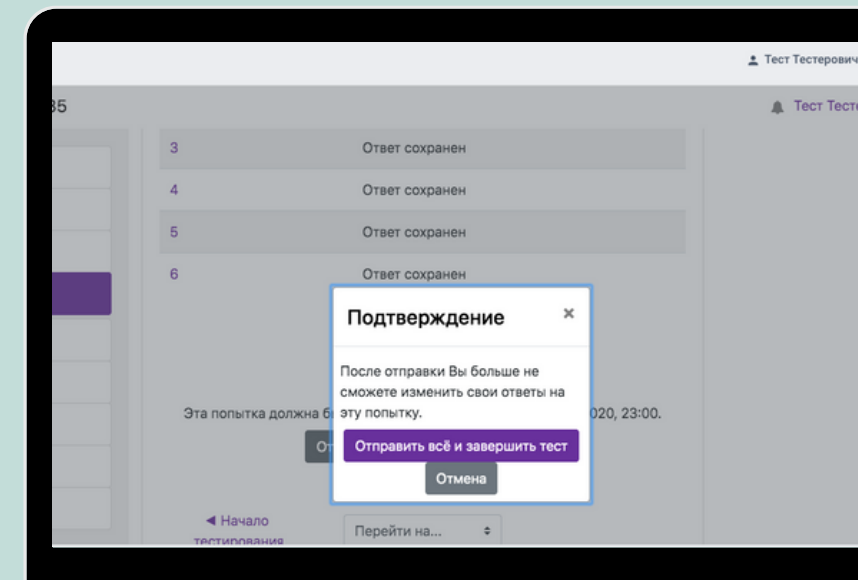 Тест Тестерович
35
Тест Тесте
3 Ответ сохранен
4 Ответ сохранен
5 Ответ сохранен
6 Ответ сохранен
Подтверждение ×
После отправки Вы больше не
сможете изменить свои ответы на
эту попытку.
Эта попытка должна б 020, 23:00.
От
Отправить всё и завершить тест
Отмена
◄ Начало
тестирования
Перейти на...